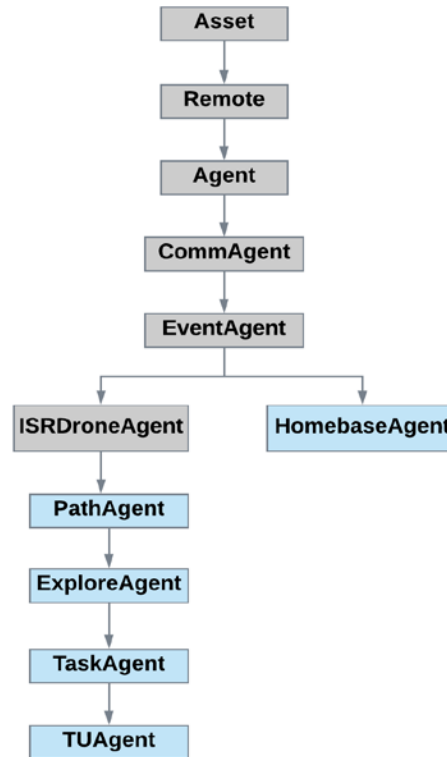 Asset
Remote
Agent
CommAgent
EventAgent
ISRDroneAgent
HomebaseAgent
PathAgent
ExploreAgent
TaskAgent
TUAgent